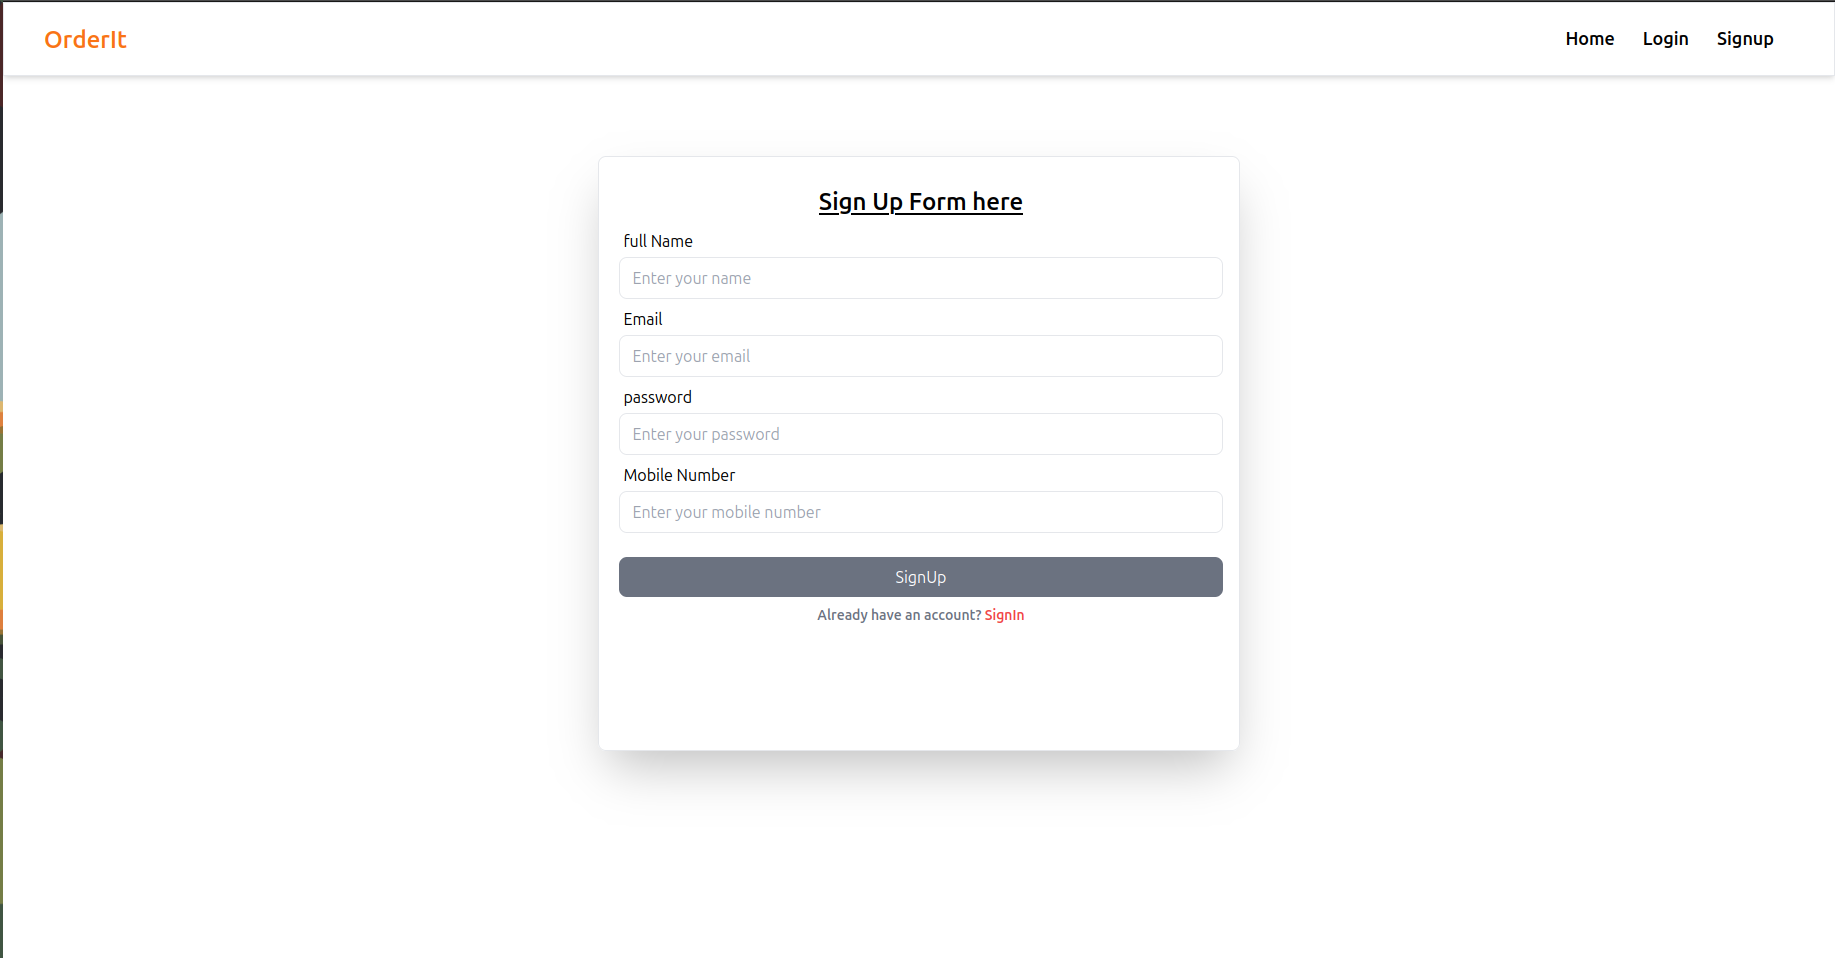 OrderIt
Home Login Signup
Sign Up Form here
full Name
Enter your name
Email
Enter your email
password
Enter your password
Mobile Number
Enter your mobile number
SignUp
Already have an account? SignIn